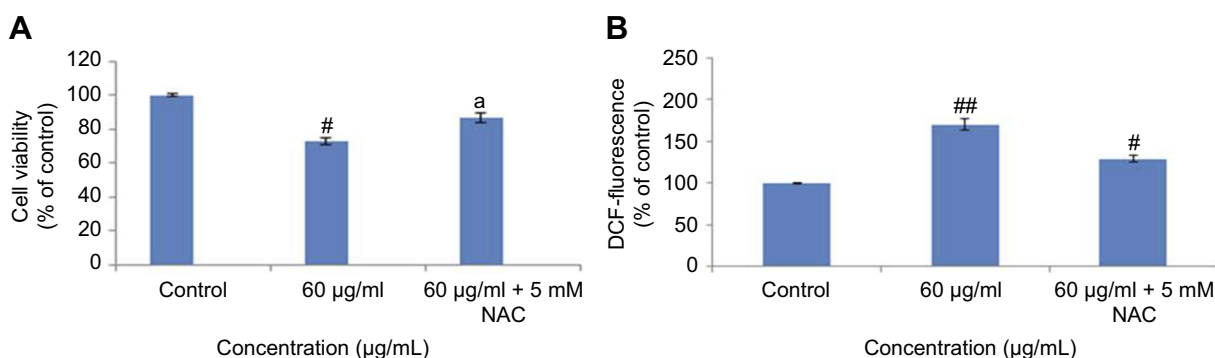 A
Cell viability
(% of control)
120
100
80
60
40
20
0
#
a
Control
60 µg/ml
60 µg/ml + 5 mM
NAC
Concentration (µg/mL)
B
DCF-fluorescence
(% of control)
250
200
150
100
50
0
##
#
Control
60 µg/ml
60 µg/ml + 5 mM
NAC
Concentration (µg/mL)